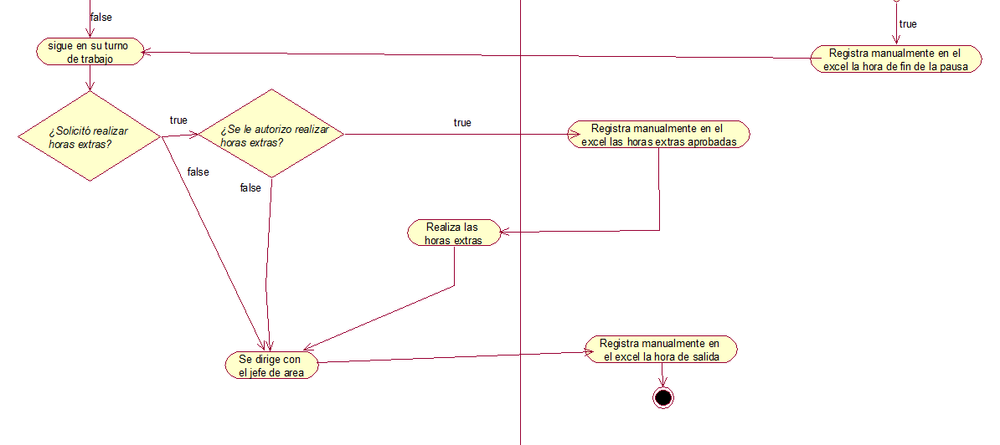 false
true
sigue en su turno
de trabajo
Registra manualmente en el
excel la hora de fin de la pausa
¿Solicitó realizar
horas extras?
true
¿Se le autorizo realizar
horas extras?
true
Registra manualmente en el
excel las horas extras aprobadas
false
false
Realiza las
horas extras
Se dirige con
el jefe de area
Registra manualmente en
el excel la hora de salida